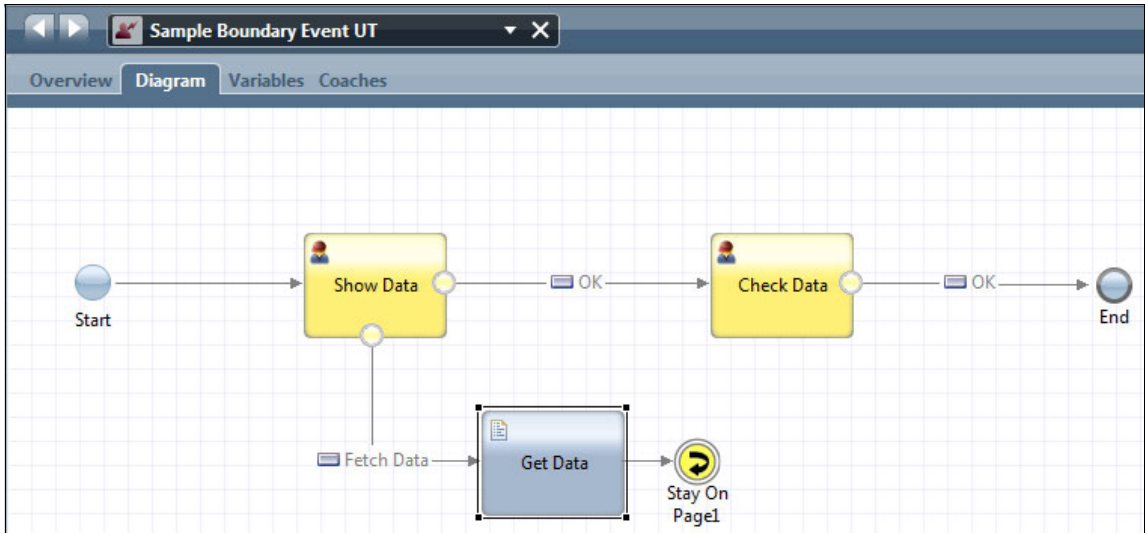 Sample Boundary Event UT
Overview Diagram Variables Coaches
Show Data OK Check Data OK
Start End
Fetch Data Get Data
Stay On
Page1